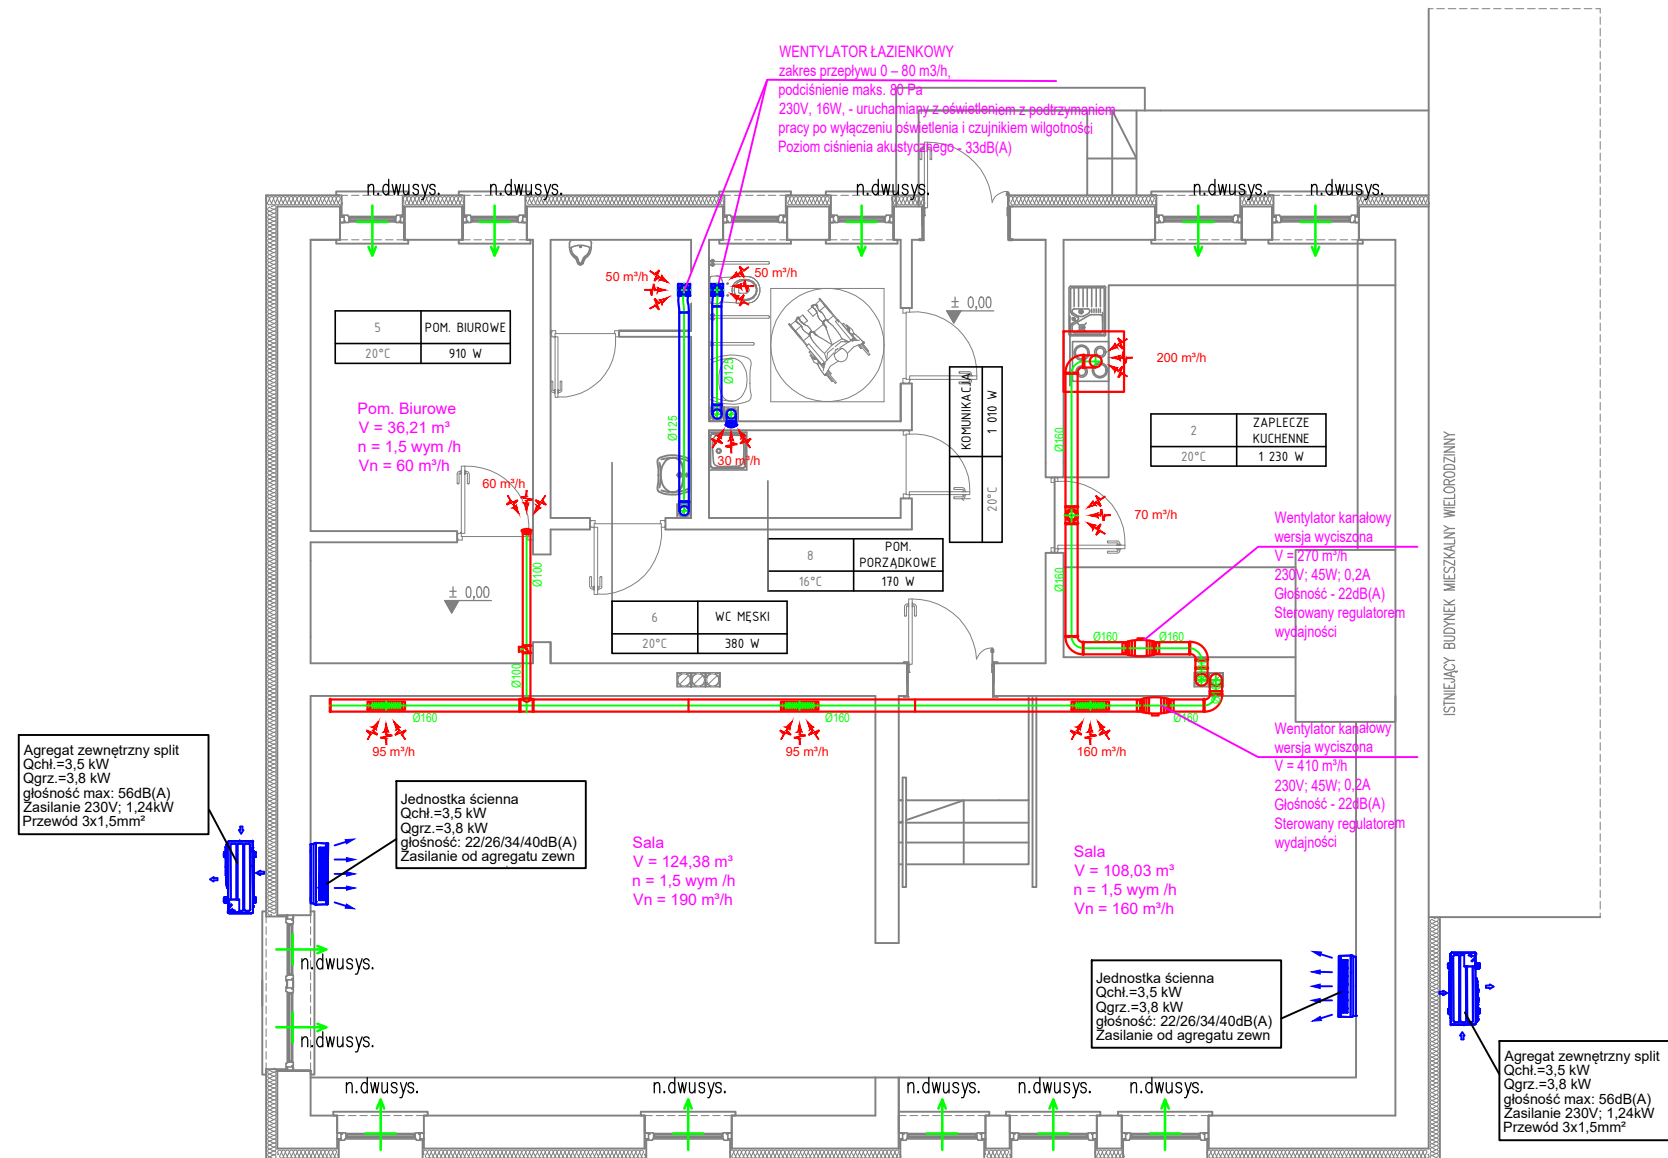 WENTYLATOR ŁAZIENKOWY
zakres przepływu 0 – 80 m3/h,
podciśnienie maks. 80 Pa
230V, 16W, - uruchamiany z oświetleniem z podtrzymaniem
pracy po wyłączeniu oświetlenia i czujnikiem wilgotności
Poziom ciśnienia akustycznego - 33dB(A)
n.dwusys.
n.dwusys.
n.dwusys.
n.dwusys.
n.dwusys.
50 m³/h
50 m³/h
± 0,00
5
POM. BIUROWE
20°C
910 W
Pom. Biurowe
V = 36,21 m³
n = 1,5 wym /h
Vn = 60 m³/h
60 m³/h
Ø125
Ø125
30 m³/h
KOMUNIKACJA
1 010 W
20°C
200 m³/h
Ø160
2
ZAPLECZE
KUCHENNE
20°C
1 230 W
70 m³/h
Ø160
ISTNIEJĄCY BUDYNEK MIESZKALNY WIELORODZINNY
Wentylator kanałowy
wersja wyciszona
V = 270 m³/h
230V; 45W; 0,2A
Głośność - 22dB(A)
Sterowany regulatorem
wydajności
8
POM.
PORZĄDKOWE
16°C
170 W
± 0,00
Ø100
6
WC MĘSKI
20°C
380 W
Ø160
Ø160
Ø100
Ø160
Ø160
Ø160
95 m³/h
95 m³/h
160 m³/h
Wentylator kanałowy
wersja wyciszona
V = 410 m³/h
230V; 45W; 0,2A
Głośność - 22dB(A)
Sterowany regulatorem
wydajności
Agregat zewnętrzny split
Qchł.=3,5 kW
Qgrz.=3,8 kW
głośność max: 56dB(A)
Zasilanie 230V; 1,24kW
Przewód 3x1,5mm²
Jednostka ścienna
Qchł.=3,5 kW
Qgrz.=3,8 kW
głośność: 22/26/34/40dB(A)
Zasilanie od agregatu zewn
Sala
V = 124,38 m³
n = 1,5 wym /h
Vn = 190 m³/h
Sala
V = 108,03 m³
n = 1,5 wym /h
Vn = 160 m³/h
n.dwusys.
n.dwusys.
Jednostka ścienna
Qchł.=3,5 kW
Qgrz.=3,8 kW
głośność: 22/26/34/40dB(A)
Zasilanie od agregatu zewn
Agregat zewnętrzny split
Qchł.=3,5 kW
Qgrz.=3,8 kW
głośność max: 56dB(A)
Zasilanie 230V; 1,24kW
Przewód 3x1,5mm²
n.dwusys.
n.dwusys.
n.dwusys.
n.dwusys.
n.dwusys.